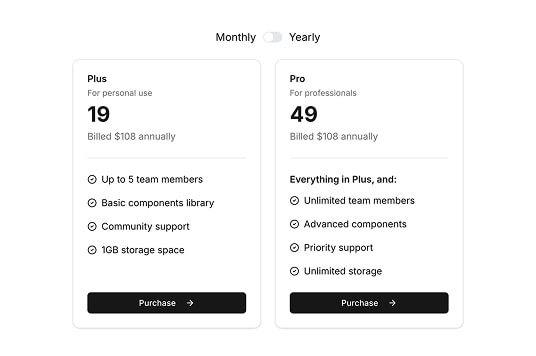 Monthly Yearly
Plus
For personal use
19
Billed $108 annually
Up to 5 team members
Basic components library
Community support
1GB storage space
Purchase →
Pro
For professionals
49
Billed $108 annually
Everything in Plus, and:
Unlimited team members
Advanced components
Priority support
Unlimited storage
Purchase →